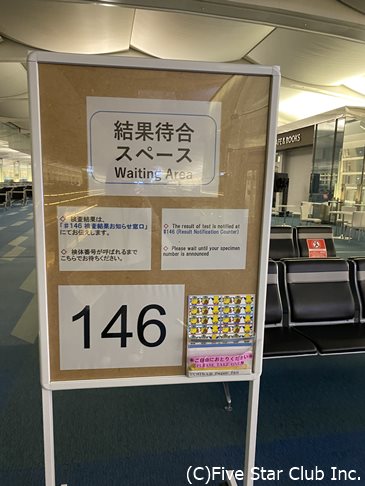 結果待合
スペース
Waiting Area
◇ 検査結果は、
「#146 検査結果お知らせ窓口」
にてお伝えします。
◇ 検体番号が呼ばれるまで
こちらでお待ちください。
◇ The result of test is notified at
#146 (Result Notification Counter)
◇ Please wait until your specimen
number is announced
146
ご自由におとりください
PLEASE TAKE ONE
& BOOKS
(C)Five Star Club Inc.